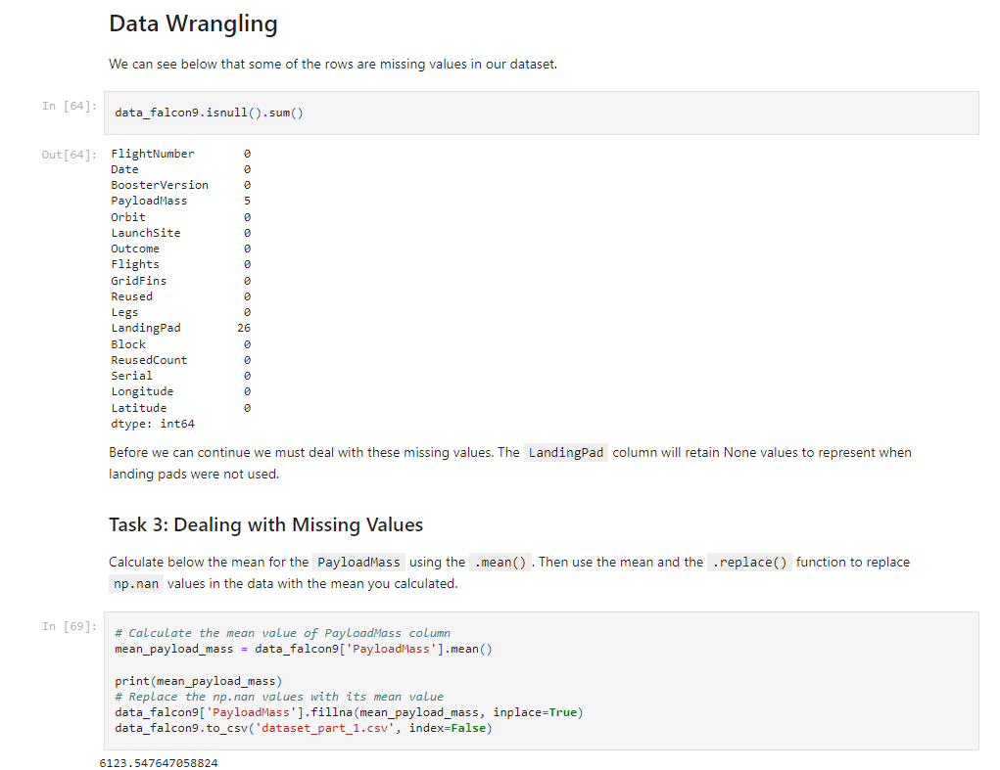 Data Wrangling
We can see below that some of the rows are missing values in our dataset.
In [64]:
data_falcon9.isnull().sum()
Out[64]:
FlightNumber 0
Date 0
BoosterVersion 0
PayloadMass 5
Orbit 0
LaunchSite 0
Outcome 0
Flights 0
GridFins 0
Reused 0
Legs 0
LandingPad 26
Block 0
ReusedCount 0
Serial 0
Longitude 0
Latitude 0
dtype: int64
Before we can continue we must deal with these missing values. The LandingPad column will retain None values to represent when
landing pads were not used.
Task 3: Dealing with Missing Values
Calculate below the mean for the PayloadMass using the .mean() . Then use the mean and the .replace() function to replace
np.nan values in the data with the mean you calculated.
In [69]:
# Calculate the mean value of PayloadMass column
mean_payload_mass = data_falcon9['PayloadMass'].mean()
print(mean_payload_mass)
# Replace the np.nan values with its mean value
data_falcon9['PayloadMass'].fillna(mean_payload_mass, inplace=True)
data_falcon9.to_csv('dataset_part_1.csv', index=False)
6123.547647058824